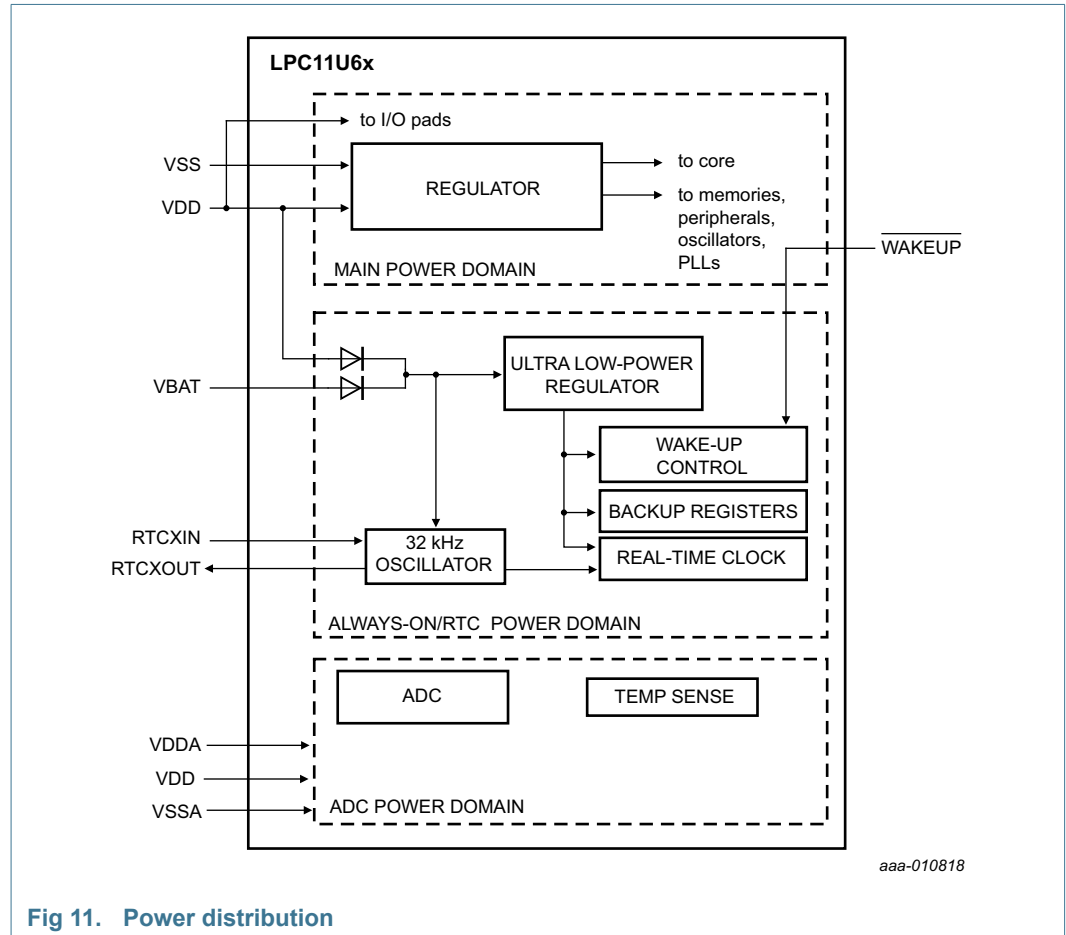 LPC11U6x
to I/O pads
VSS
VDD
REGULATOR
to core
to memories,
peripherals,
oscillators,
PLLs
WAKEUP
MAIN POWER DOMAIN
VBAT
ULTRA LOW-POWER
REGULATOR
WAKE-UP
CONTROL
BACKUP REGISTERS
REAL-TIME CLOCK
RTCXIN
RTCXOUT
32 kHz
OSCILLATOR
ALWAYS-ON/RTC POWER DOMAIN
ADC
TEMP SENSE
VDDA
VDD
VSSA
ADC POWER DOMAIN
aaa-010818
Fig 11. Power distribution